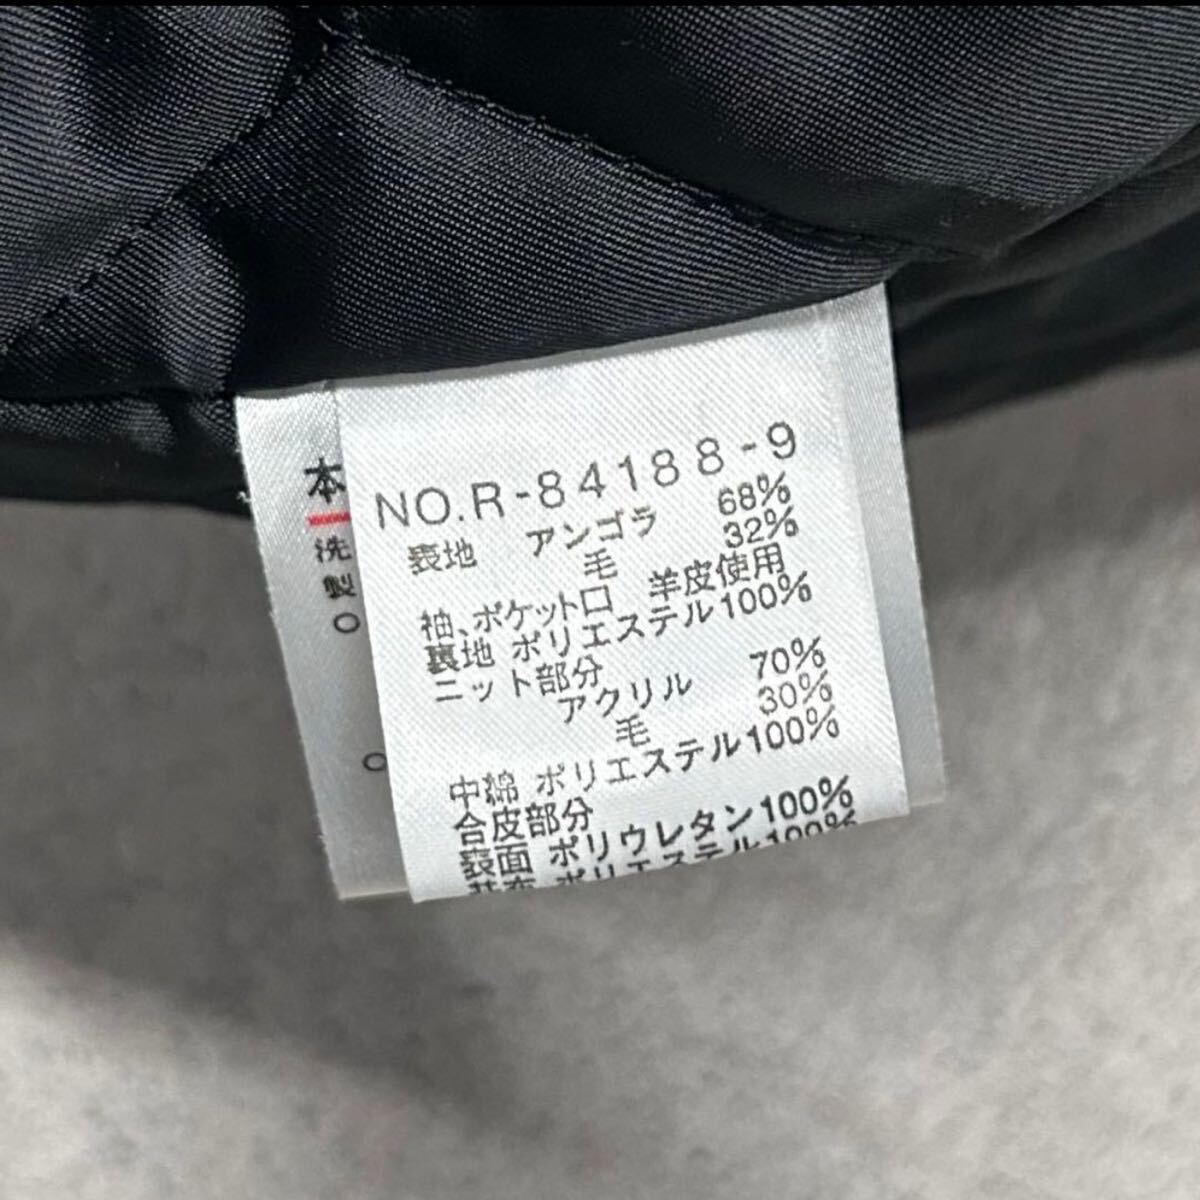 NO.R-84188-9
表地 アンゴラ 68%
毛 32%
袖、ポケット口 羊皮使用
裏地 ポリエステル100%
ニット部分
アクリル 70%
毛 30%
中綿 ポリエステル100%
合皮部分
表面 ポリウレタン100%
基布 ポリエステル100%
本
洗
製
○
○